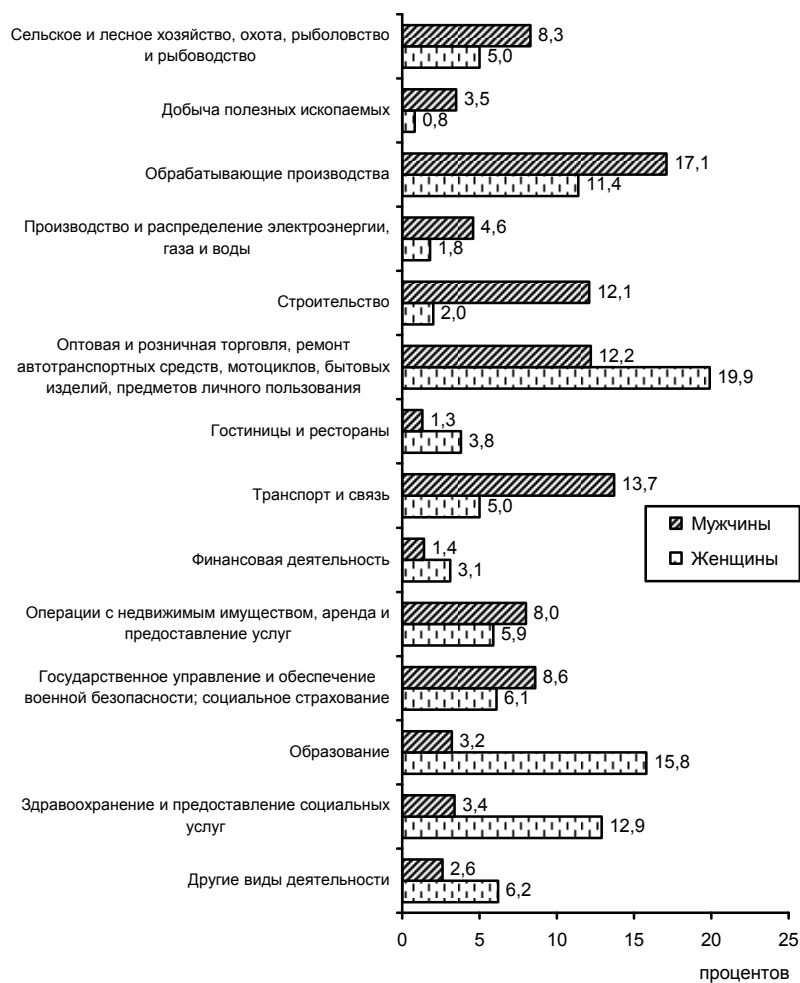 Сельское и лесное хозяйство, охота, рыболовство
и рыбоводство
8,3
5,0
Добыча полезных ископаемых
3,5
0,8
Обрабатывающие производства
17,1
11,4
Производство и распределение электроэнергии,
газа и воды
4,6
1,8
Строительство
12,1
2,0
Оптовая и розничная торговля, ремонт
автотранспортных средств, мотоциклов, бытовых
изделий, предметов личного пользования
12,2
19,9
Гостиницы и рестораны
1,3
3,8
Транспорт и связь
13,7
5,0
Мужчины
Женщины
Финансовая деятельность
1,4
3,1
Операции с недвижимым имуществом, аренда и
предоставление услуг
8,0
5,9
Государственное управление и обеспечение
военной безопасности; социальное страхование
8,6
6,1
Образование
3,2
15,8
Здравоохранение и предоставление социальных
услуг
3,4
12,9
Другие виды деятельности
2,6
6,2
0 5 10 15 20 25
процентов